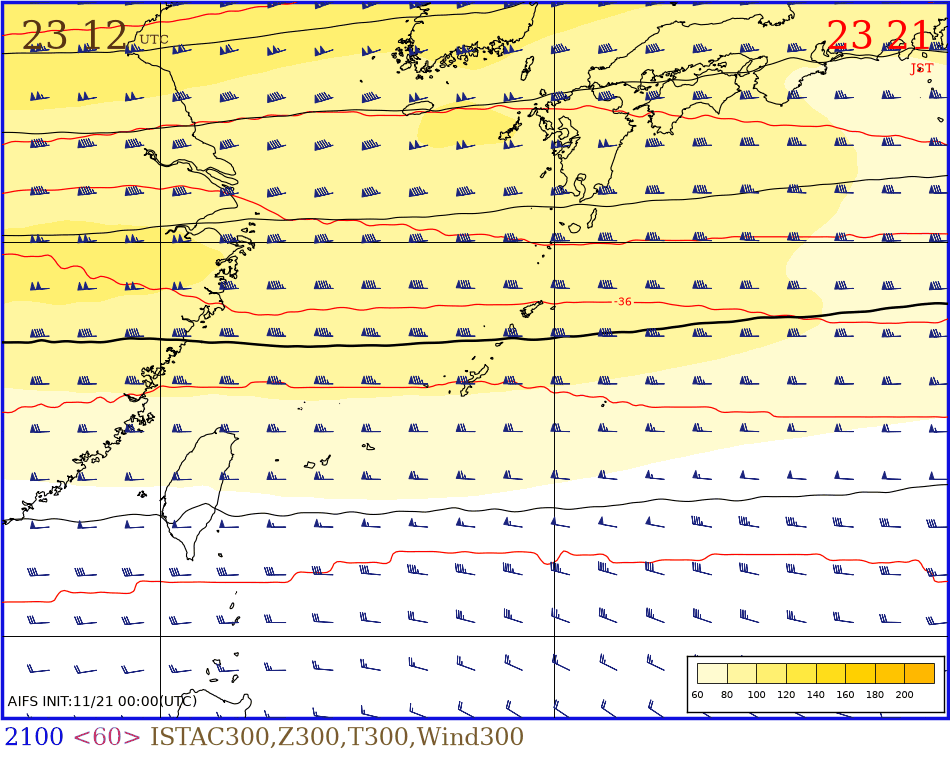 23 12 UTC
23 21
JST
-36
60 80 100 120 140 160 180 200
AIFS INIT:11/21 00:00(UTC)
2100 <60> ISTAC300,Z300,T300,Wind300